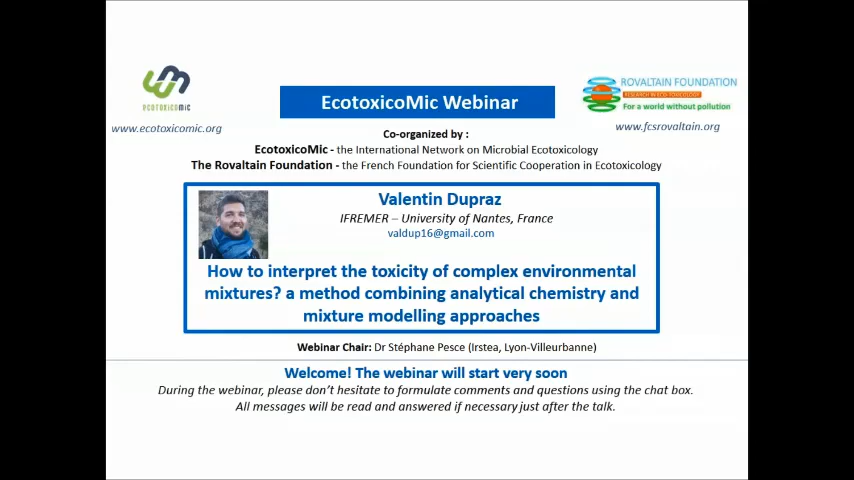 ECOTOXICOMIC
www.ecotoxicomic.org
EcotoxicoMic Webinar
ROVALTAIN FOUNDATION
RESEARCH IN ECO-TOXICOLOGY
For a world without pollution
www.fcsrovaltain.org
Co-organized by :
EcotoxicMic - the International Network on Microbial Ecotoxicology
The Rovaltain Foundation - the French Foundation for Scientific Cooperation in Ecotoxicology
Valentin Dupraz
IFREMER – University of Nantes, France
valdup16@gmail.com
How to interpret the toxicity of complex environmental
mixtures? a method combining analytical chemistry and
mixture modelling approaches
Webinar Chair: Dr Stéphane Pesce (Irstea, Lyon-Villeurbanne)
Welcome! The webinar will start very soon
During the webinar, please don't hesitate to formulate comments and questions using the chat box.
All messages will be read and answered if necessary just after the talk.